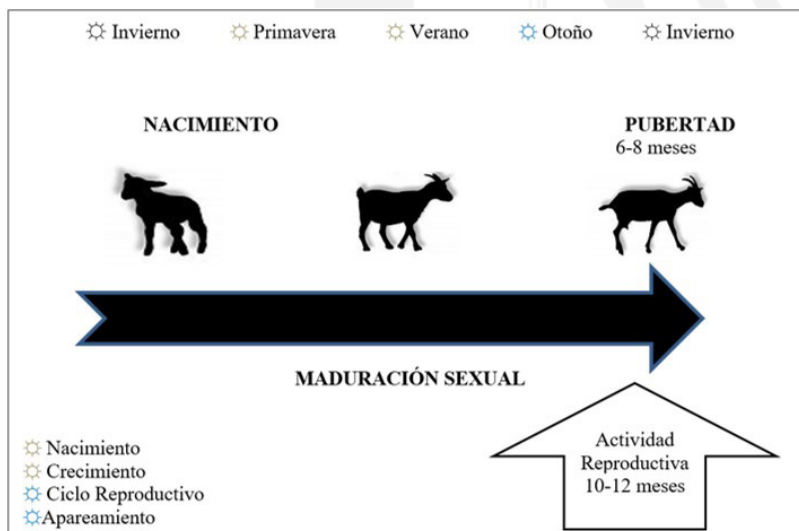 Invierno Primavera Verano Otoño Invierno
NACIMIENTO
PUBERTAD
6-8 meses
MADURACIÓN SEXUAL
Actividad
Reproductiva
10-12 meses
Nacimiento
Crecimiento
Ciclo Reproductivo
Apareamiento